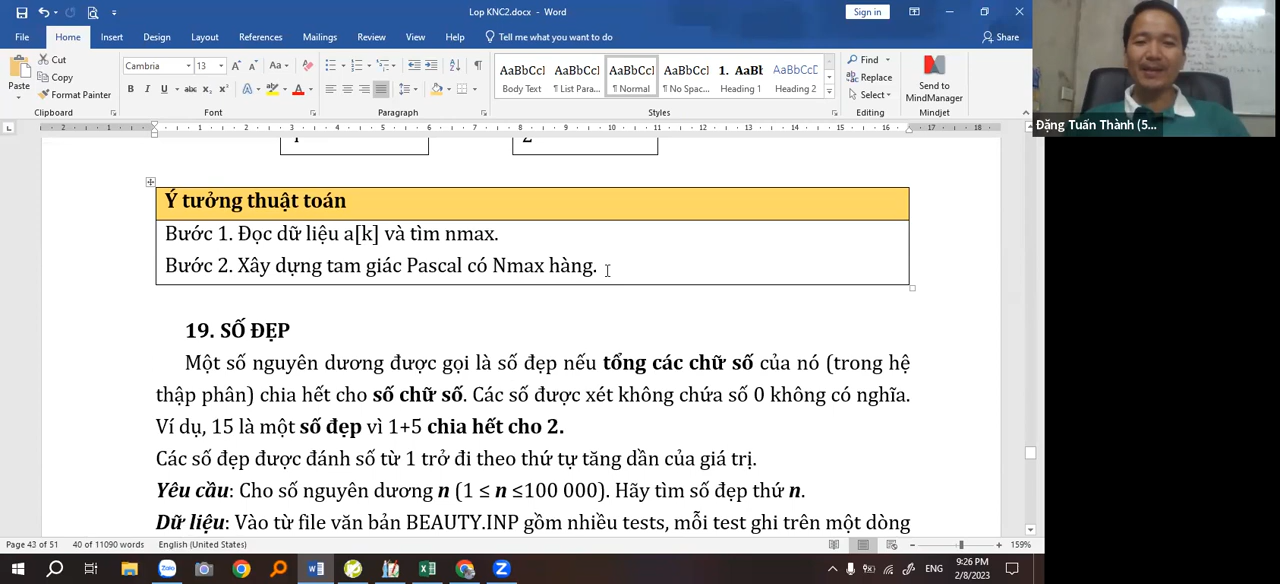 Lop KNC2.docx - Word
Sign in
File Home Insert Design Layout References Mailings Review View Help Tell me what you want to do Share
Paste
Cut
Copy
Format Painter
Clipboard
Cambria 13
Font
Paragraph
AaBbCcI AaBbCcI AaBbCcI AaBbCcI 1. AaBb AaBbCcD
Body Text ¶ List Para... ¶ Normal ¶ No Spac... Heading 1 Heading 2
Styles
Find
Replace
Select
Editing
Send to
MindManager
Mindjet
Đặng Tuấn Thành (5...
Ý tưởng thuật toán
Bước 1. Đọc dữ liệu a[k] và tìm nmax.
Bước 2. Xây dựng tam giác Pascal có Nmax hàng.
19. SỐ ĐẸP
Một số nguyên dương được gọi là số đẹp nếu tổng các chữ số của nó (trong hệ
thập phân) chia hết cho số chữ số. Các số được xét không chứa số 0 không có nghĩa.
Ví dụ, 15 là một số đẹp vì 1+5 chia hết cho 2.
Các số đẹp được đánh số từ 1 trở đi theo thứ tự tăng dần của giá trị.
Yêu cầu: Cho số nguyên dương n (1 ≤ n ≤100 000). Hãy tìm số đẹp thứ n.
Dữ liệu: Vào từ file văn bản BEAUTY.INP gồm nhiều tests, mỗi test ghi trên một dòng
Page 43 of 51 40 of 11090 words English (United States) 159%
ENG
9:26 PM
2/8/2023